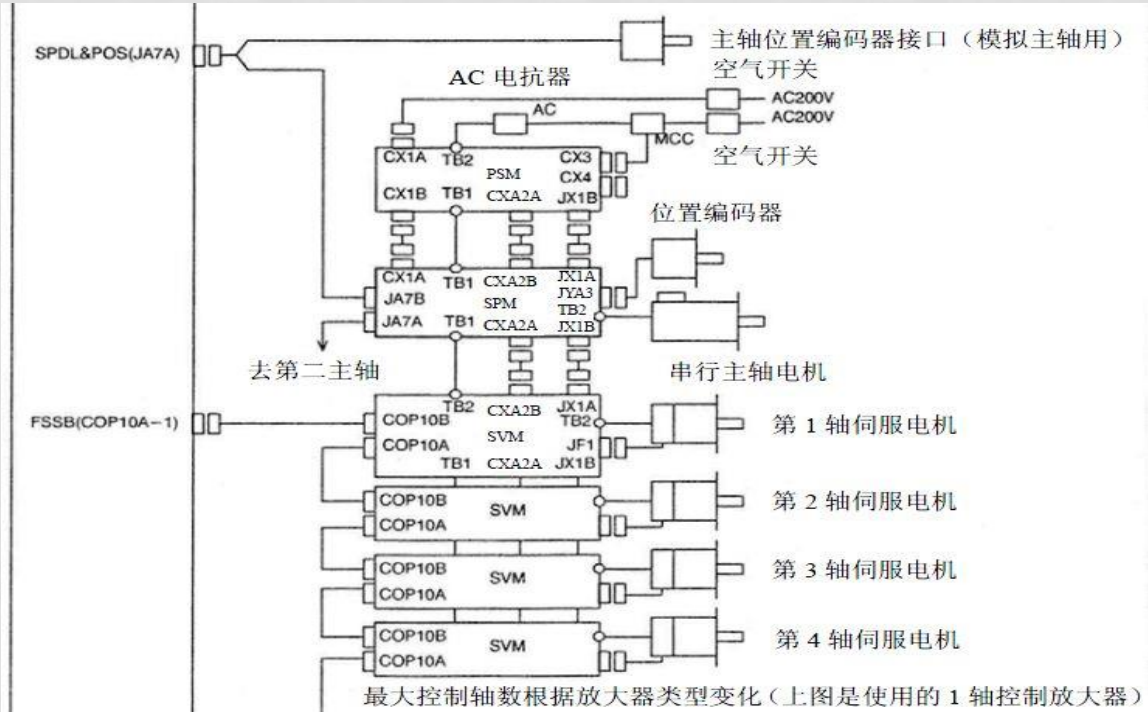 SPDL&POS(JA7A)
主轴位置编码器接口（模拟主轴用）
空气开关
AC 电抗器
AC200V
AC
AC200V
MCC
空气开关
CX1A TB2 CX3
PSM CX4
CX1B TB1 CXA2A JX1B
位置编码器
CX1A TB1 CXA2B JX1A
JA7B SPM JYA3
TB2
JA7A TB1 CXA2A JX1B
去第二主轴
串行主轴电机
TB2 CXA2B JX1A
FSSB(COP10A-1)
COP10B TB2
第 1 轴伺服电机
COP10A SVM JF1
TB1 CXA2A JX1B
COP10B
SVM
第 2 轴伺服电机
COP10A
COP10B
SVM
第 3 轴伺服电机
COP10A
COP10B
SVM
第 4 轴伺服电机
COP10A
最大控制轴数根据放大器类型变化（上图是使用的 1 轴控制放大器）